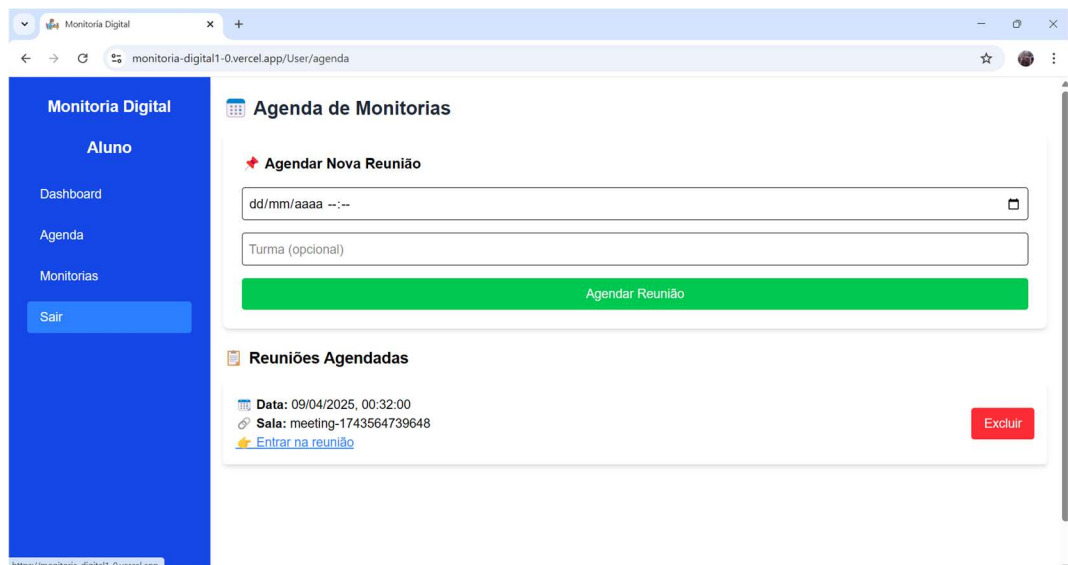 Monitoria Digital
monitoria-digital1-0.vercel.app/User/agenda
Monitoria Digital
Aluno
Dashboard
Agenda
Monitorias
Sair
Agenda de Monitorias
Agendar Nova Reunião
dd/mm/aaaa --:--
Turma (opcional)
Agendar Reunião
Reuniões Agendadas
Data: 09/04/2025, 00:32:00
Sala: meeting-1743564739648
Entrar na reunião
Excluir